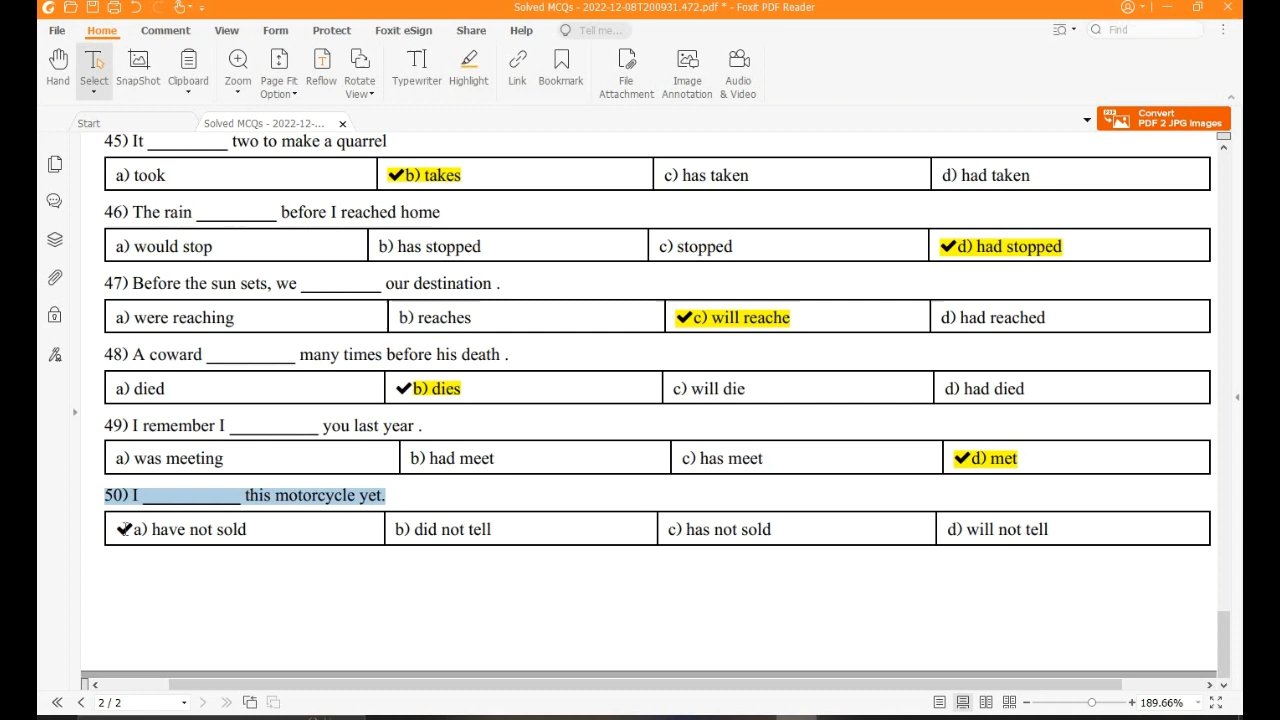 Solved MCQs - 2022-12-08T200931.472.pdf * - Foxit PDF Reader
File Home Comment View Form Protect Foxit eSign Share Help Tell me... Find
Hand Select SnapShot Clipboard Zoom Page Fit Option Reflow Rotate View Typewriter Highlight Link Bookmark File Attachment Image Annotation Audio & Video
Start Solved MCQs - 2022-12-... Convert PDF 2 JPG Images
45) It _________ two to make a quarrel
a) took ✔b) takes c) has taken d) had taken
46) The rain _________ before I reached home
a) would stop b) has stopped c) stopped ✔d) had stopped
47) Before the sun sets, we _________ our destination .
a) were reaching b) reaches ✔c) will reache d) had reached
48) A coward __________ many times before his death .
a) died ✔b) dies c) will die d) had died
49) I remember I __________ you last year .
a) was meeting b) had meet c) has meet ✔d) met
50) I ___________ this motorcycle yet.
✔a) have not sold b) did not tell c) has not sold d) will not tell
2 / 2 189.66%